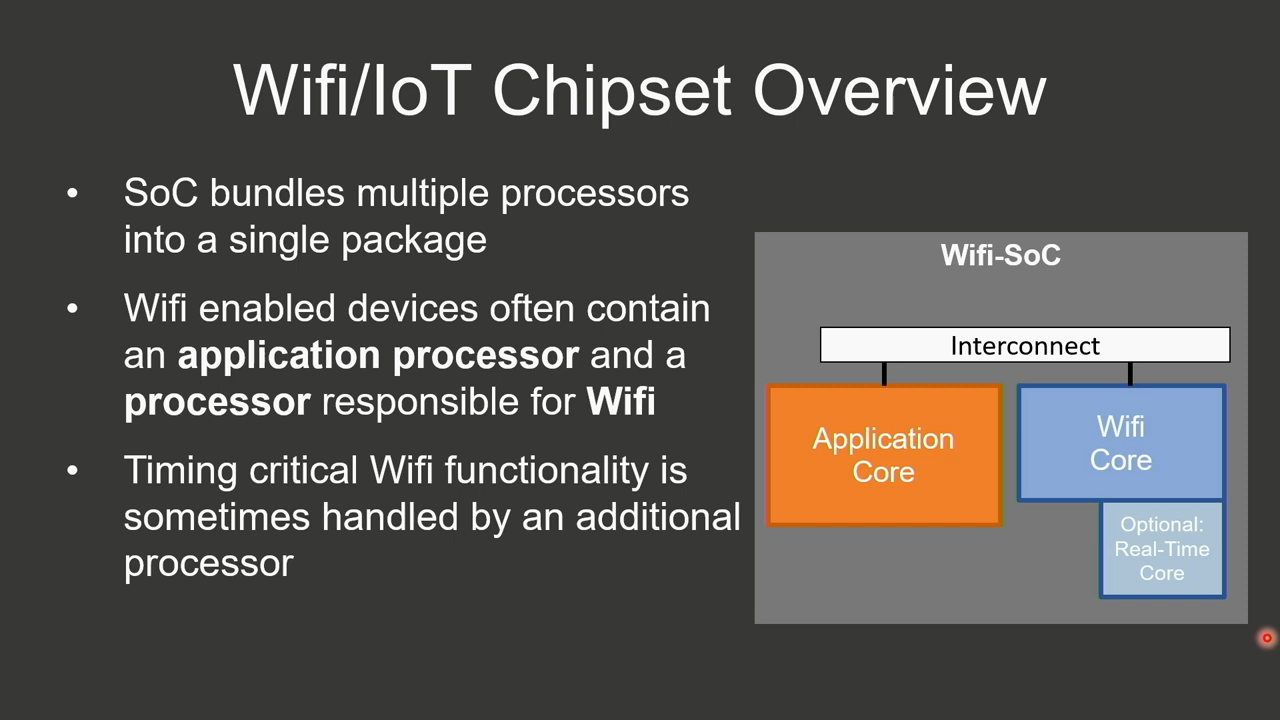 Wifi/IoT Chipset Overview
• SoC bundles multiple processors
into a single package
• Wifi enabled devices often contain
an application processor and a
processor responsible for Wifi
• Timing critical Wifi functionality is
sometimes handled by an additional
processor
Wifi-SoC
Interconnect
Application
Core
Wifi
Core
Optional:
Real-Time
Core